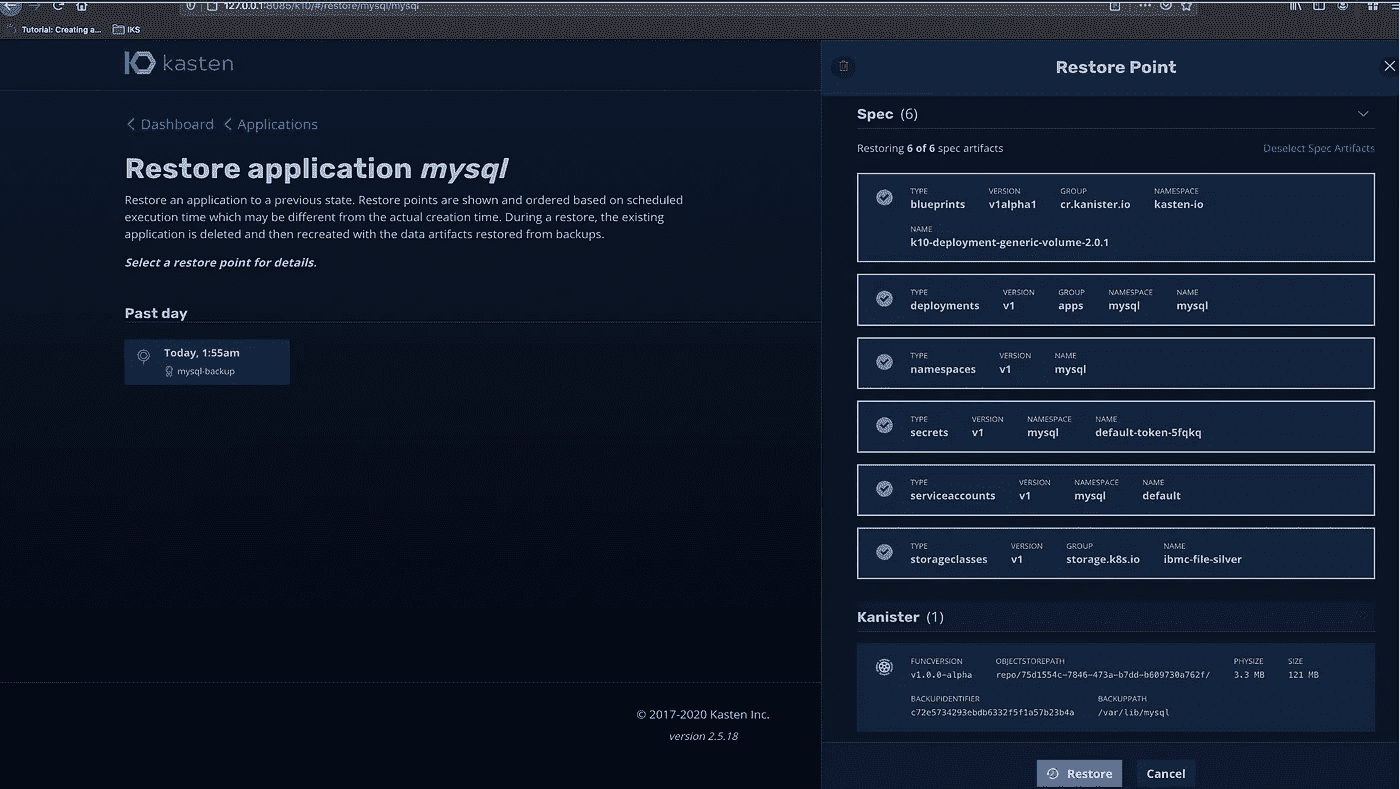 127.0.0.1:8085/k10/#/restore/mysql/mysql
Tutorial: Creating a... IKS
kasten
Dashboard Applications
Restore application mysql
Restore an application to a previous state. Restore points are shown and ordered based on scheduled
execution time which may be different from the actual creation time. During a restore, the existing
application is deleted and then recreated with the data artifacts restored from backups.
Select a restore point for details.
Past day
Today, 1:55am
mysql-backup
© 2017-2020 Kasten Inc.
version 2.5.18
Restore Point
Spec (6)
Restoring 6 of 6 spec artifacts Deselect Spec Artifacts
TYPE VERSION GROUP NAMESPACE
blueprints v1alpha1 cr.kanister.io kasten-io
NAME
k10-deployment-generic-volume-2.0.1
TYPE VERSION GROUP NAMESPACE NAME
deployments v1 apps mysql mysql
TYPE VERSION NAME
namespaces v1 mysql
TYPE VERSION NAMESPACE NAME
secrets v1 mysql default-token-5fqkq
TYPE VERSION NAMESPACE NAME
serviceaccounts v1 mysql default
TYPE VERSION GROUP NAME
storageclasses v1 storage.k8s.io ibmc-file-silver
Kanister (1)
FUNCVERSION OBJECTSTOREPATH PHYSIZE SIZE
v1.0.0-alpha repo/75d1554c-7846-473a-b7dd-b609730a762f/ 3.3 MB 121 MB
BACKUPIDENTIFIER BACKUPPATH
c72e5734293ebdb6332f5f1a57b23b4a /var/lib/mysql
Restore Cancel